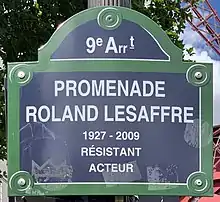 9e Arrt
PROMENADE
ROLAND LESAFFRE
1927 - 2009
RÉSISTANT
ACTEUR